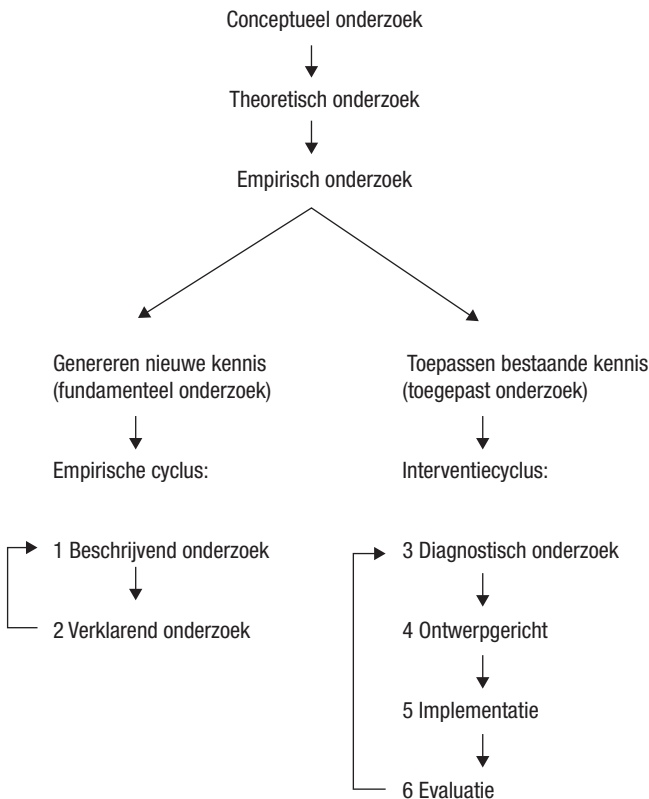 Conceptueel onderzoek
Theoretisch onderzoek
Empirisch onderzoek
Genereren nieuwe kennis
(fundamenteel onderzoek)
Empirische cyclus:
1 Beschrijvend onderzoek
2 Verklarend onderzoek
Toepassen bestaande kennis
(toegepast onderzoek)
Interventiecyclus:
3 Diagnostisch onderzoek
4 Ontwerpgericht
5 Implementatie
6 Evaluatie